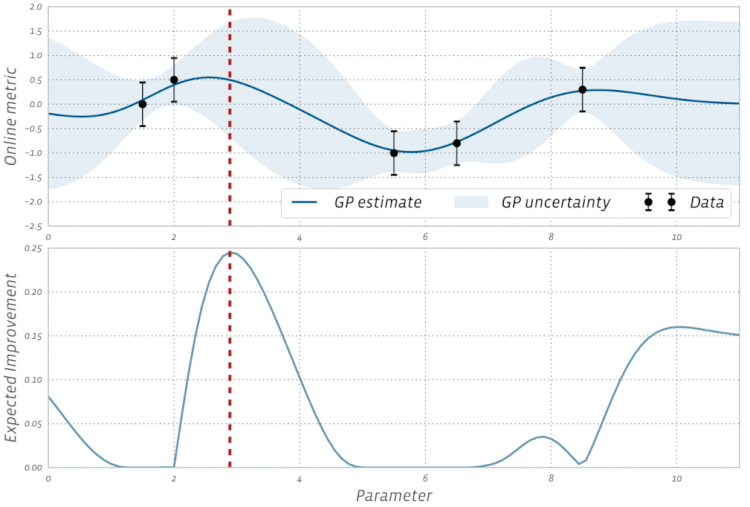 2.0
1.5
1.0
0.5
0.0
−0.5
−1.0
−1.5
−2.0
−2.5
Online metric
GP estimate GP uncertainty Data
0 2 4 6 8 10
0.25
0.20
0.15
0.10
0.05
0.00
Expected Improvement
0 2 4 6 8 10
Parameter